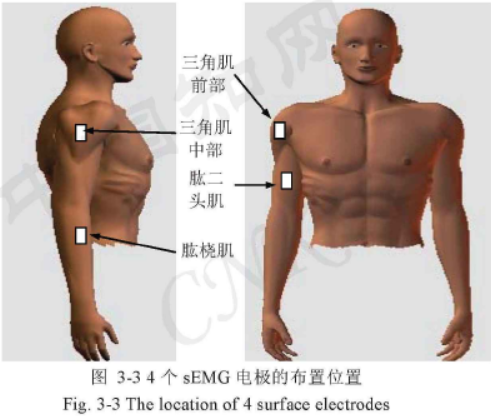 三角肌
前部
三角肌
中部
肱二
头肌
肱桡肌
图 3-3 4 个 sEMG 电极的布置位置
Fig. 3-3 The location of 4 surface electrodes